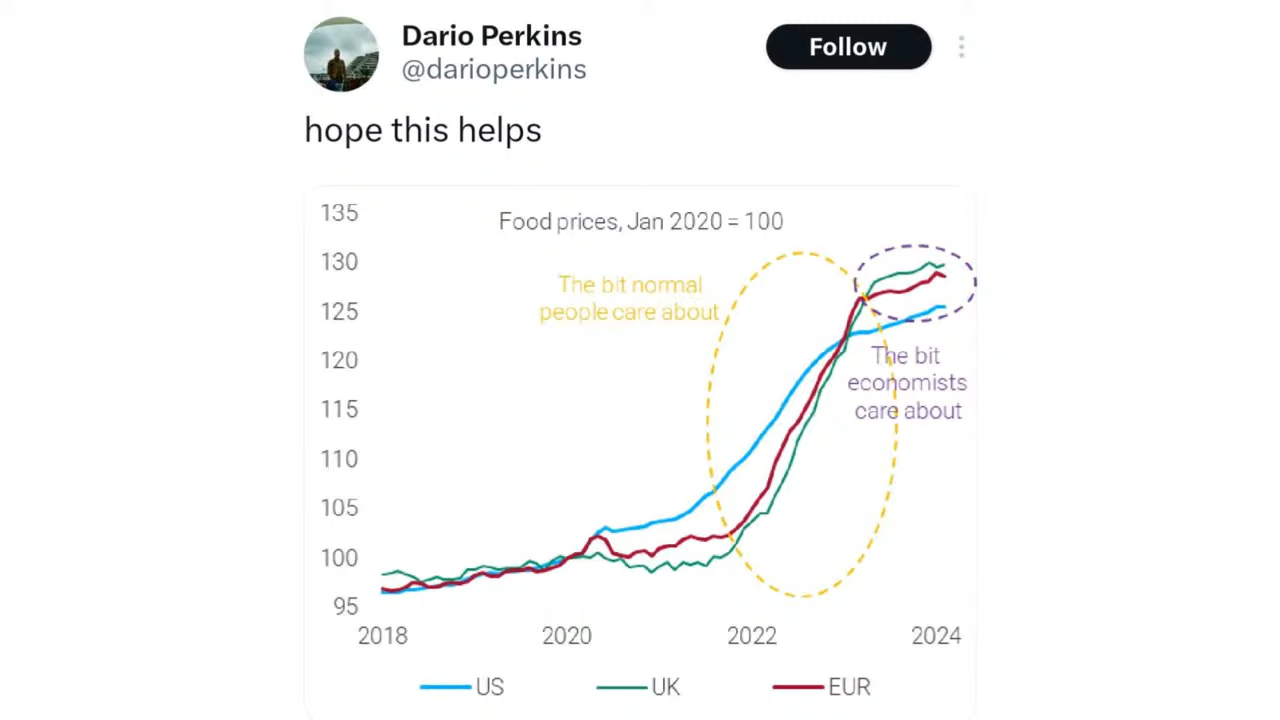 Dario Perkins
Follow
@darioperkins
hope this helps
135
Food prices, Jan 2020 = 100
130
The bit normal
people care about
125
120
The bit
economists
care about
115
110
105
100
95
2018 2020 2022 2024
US UK EUR